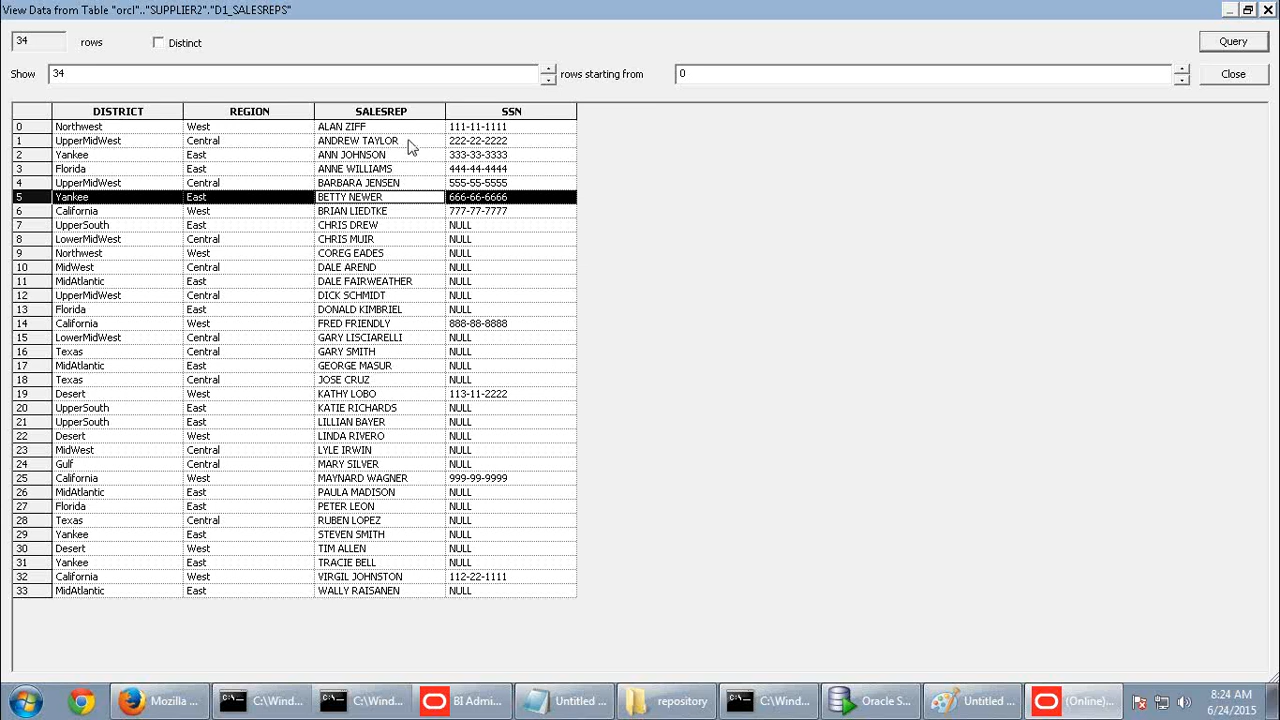 View Data from Table "orcl".."SUPPLIER2"."D1_SALESREPS"
34 rows Distinct Query
Show 34 rows starting from 0 Close
DISTRICT REGION SALESREP SSN
0 Northwest West ALAN ZIFF 111-11-1111
1 UpperMidWest Central ANDREW TAYLOR 222-22-2222
2 Yankee East ANN JOHNSON 333-33-3333
3 Florida East ANNE WILLIAMS 444-44-4444
4 UpperMidWest Central BARBARA JENSEN 555-55-5555
5 Yankee East BETTY NEWER 666-66-6666
6 California West BRIAN LIEDTKE 777-77-7777
7 UpperSouth East CHRIS DREW NULL
8 LowerMidWest Central CHRIS MUIR NULL
9 Northwest West COREG EADES NULL
10 MidWest Central DALE AREND NULL
11 MidAtlantic East DALE FAIRWEATHER NULL
12 UpperMidWest Central DICK SCHMIDT NULL
13 Florida East DONALD KIMBRIEL NULL
14 California West FRED FRIENDLY 888-88-8888
15 LowerMidWest Central GARY LISCIARELLI NULL
16 Texas Central GARY SMITH NULL
17 MidAtlantic East GEORGE MASUR NULL
18 Texas Central JOSE CRUZ NULL
19 Desert West KATHY LOBO 113-11-2222
20 UpperSouth East KATIE RICHARDS NULL
21 UpperSouth East LILLIAN BAYER NULL
22 Desert West LINDA RIVERO NULL
23 MidWest Central LYLE IRWIN NULL
24 Gulf Central MARY SILVER NULL
25 California West MAYNARD WAGNER 999-99-9999
26 MidAtlantic East PAULA MADISON NULL
27 Florida East PETER LEON NULL
28 Texas Central RUBEN LOPEZ NULL
29 Yankee East STEVEN SMITH NULL
30 Desert West TIM ALLEN NULL
31 Yankee East TRACIE BELL NULL
32 California West VIRGIL JOHNSTON 112-22-1111
33 MidAtlantic East WALLY RAISANEN NULL
Mozilla ... C:\Wind... C:\Wind... BI Admi... Untitled ... repository C:\Wind... Oracle S... Untitled ... (Online)... 8:24 AM
6/24/2015